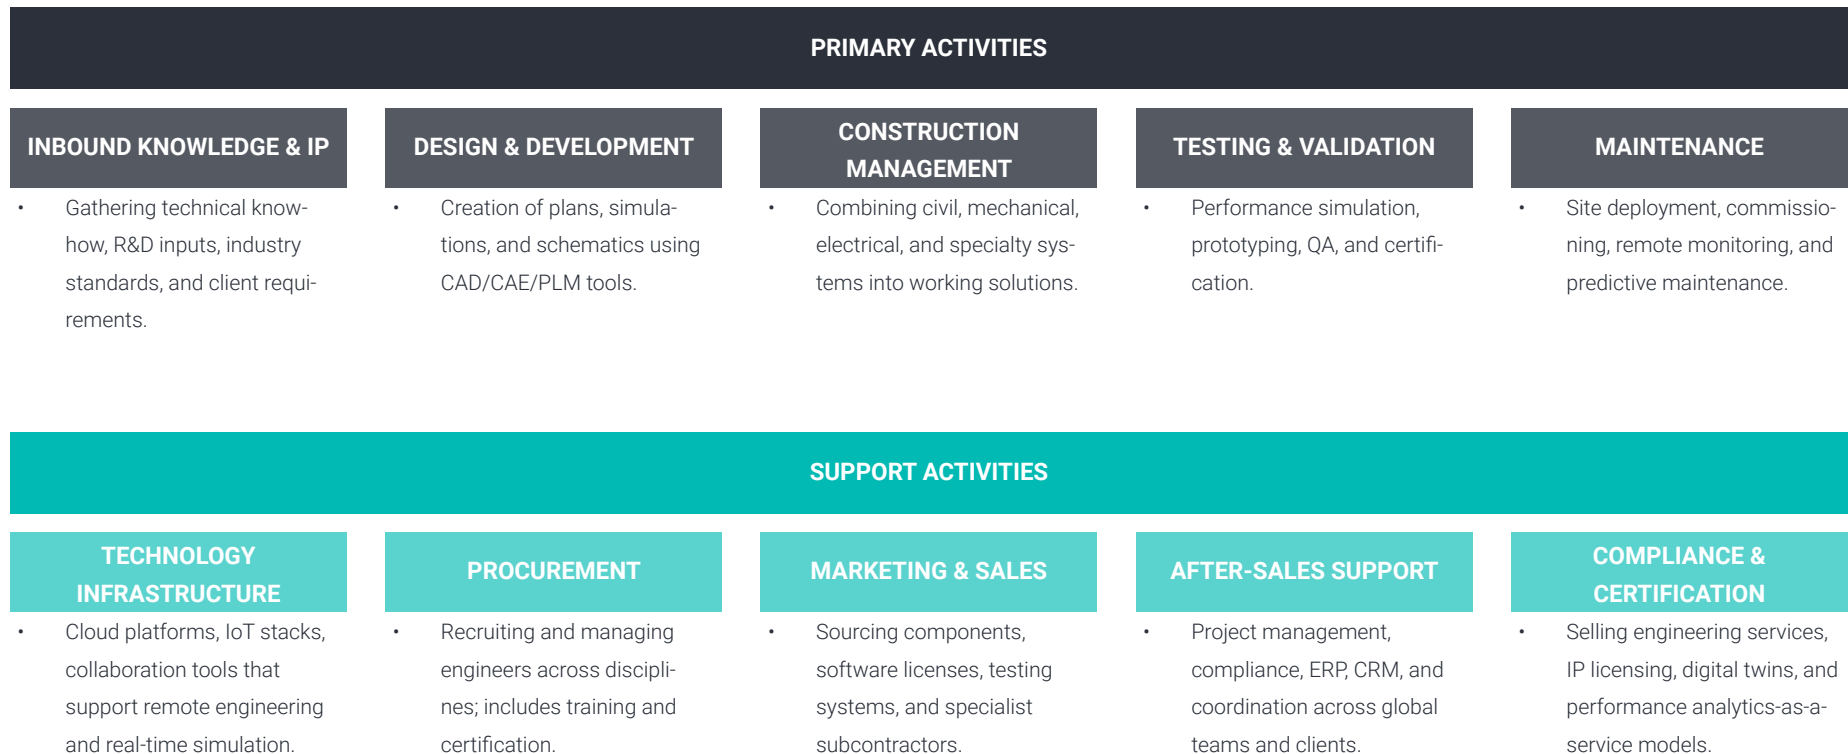 PRIMARY ACTIVITIES
INBOUND KNOWLEDGE & IP
• Gathering technical know-
how, R&D inputs, industry
standards, and client requi-
rements.
DESIGN & DEVELOPMENT
• Creation of plans, simula-
tions, and schematics using
CAD/CAE/PLM tools.
CONSTRUCTION
MANAGEMENT
• Combining civil, mechanical,
electrical, and specialty sys-
tems into working solutions.
TESTING & VALIDATION
• Performance simulation,
prototyping, QA, and certifi-
cation.
MAINTENANCE
• Site deployment, commissio-
ning, remote monitoring, and
predictive maintenance.
SUPPORT ACTIVITIES
TECHNOLOGY
INFRASTRUCTURE
• Cloud platforms, IoT stacks,
collaboration tools that
support remote engineering
and real-time simulation.
PROCUREMENT
• Recruiting and managing
engineers across discipli-
nes; includes training and
certification.
MARKETING & SALES
• Sourcing components,
software licenses, testing
systems, and specialist
subcontractors.
AFTER-SALES SUPPORT
• Project management,
compliance, ERP, CRM, and
coordination across global
teams and clients.
COMPLIANCE &
CERTIFICATION
• Selling engineering services,
IP licensing, digital twins, and
performance analytics-as-a-
service models.